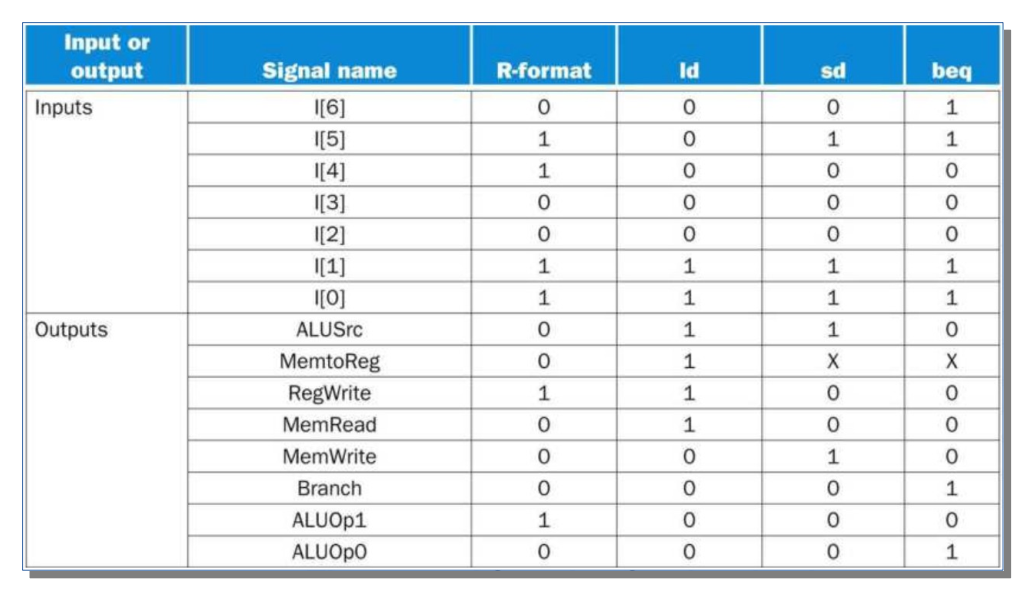 Input or output Signal name R-format ld sd beq
Inputs I[6] 0 0 0 1
I[5] 1 0 1 1
I[4] 1 0 0 0
I[3] 0 0 0 0
I[2] 0 0 0 0
I[1] 1 1 1 1
I[0] 1 1 1 1
Outputs ALUSrc 0 1 1 0
MemtoReg 0 1 X X
RegWrite 1 1 0 0
MemRead 0 1 0 0
MemWrite 0 0 1 0
Branch 0 0 0 1
ALUOp1 1 0 0 0
ALUOp0 0 0 0 1